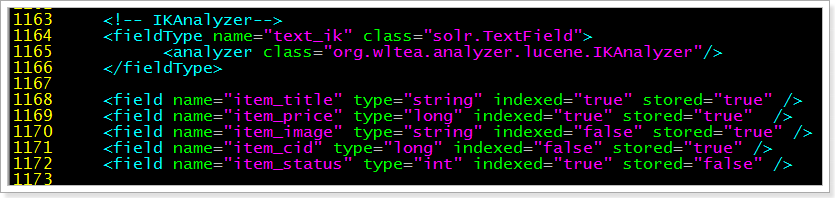 1163 <!-- IKAnalyzer-->
1164 <fieldType name="text_ik" class="solr.TextField">
1165 <analyzer class="org.wltea.analyzer.lucene.IKAnalyzer"/>
1166 </fieldType>
1167
1168 <field name="item_title" type="string" indexed="true" stored="true" />
1169 <field name="item_price" type="long" indexed="true" stored="true"  />
1170 <field name="item_image" type="string" indexed="false" stored="true" />
1171 <field name="item_cid" type="long" indexed="false" stored="true" />
1172 <field name="item_status" type="int" indexed="true" stored="false" />
1173